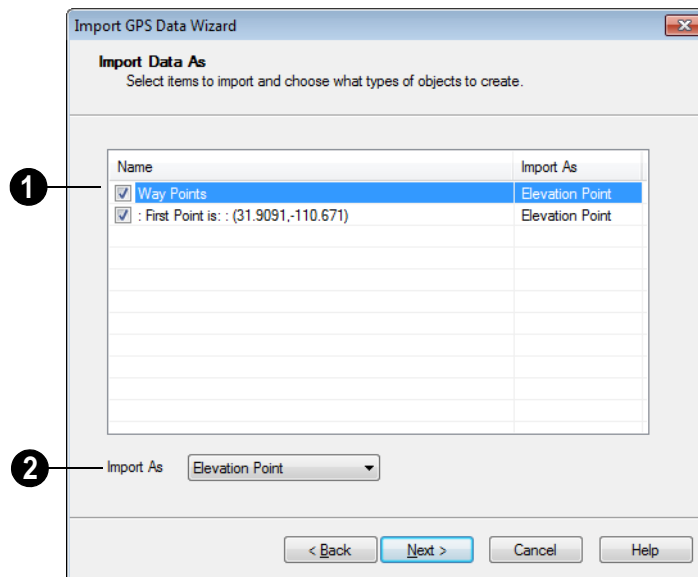 Import GPS Data Wizard
Import Data As
Select items to import and choose what types of objects to create.
Name Import As
1
Way Points Elevation Point
: First Point is: : (31.9091,-110.671) Elevation Point
2
Import As Elevation Point
< Back Next > Cancel Help